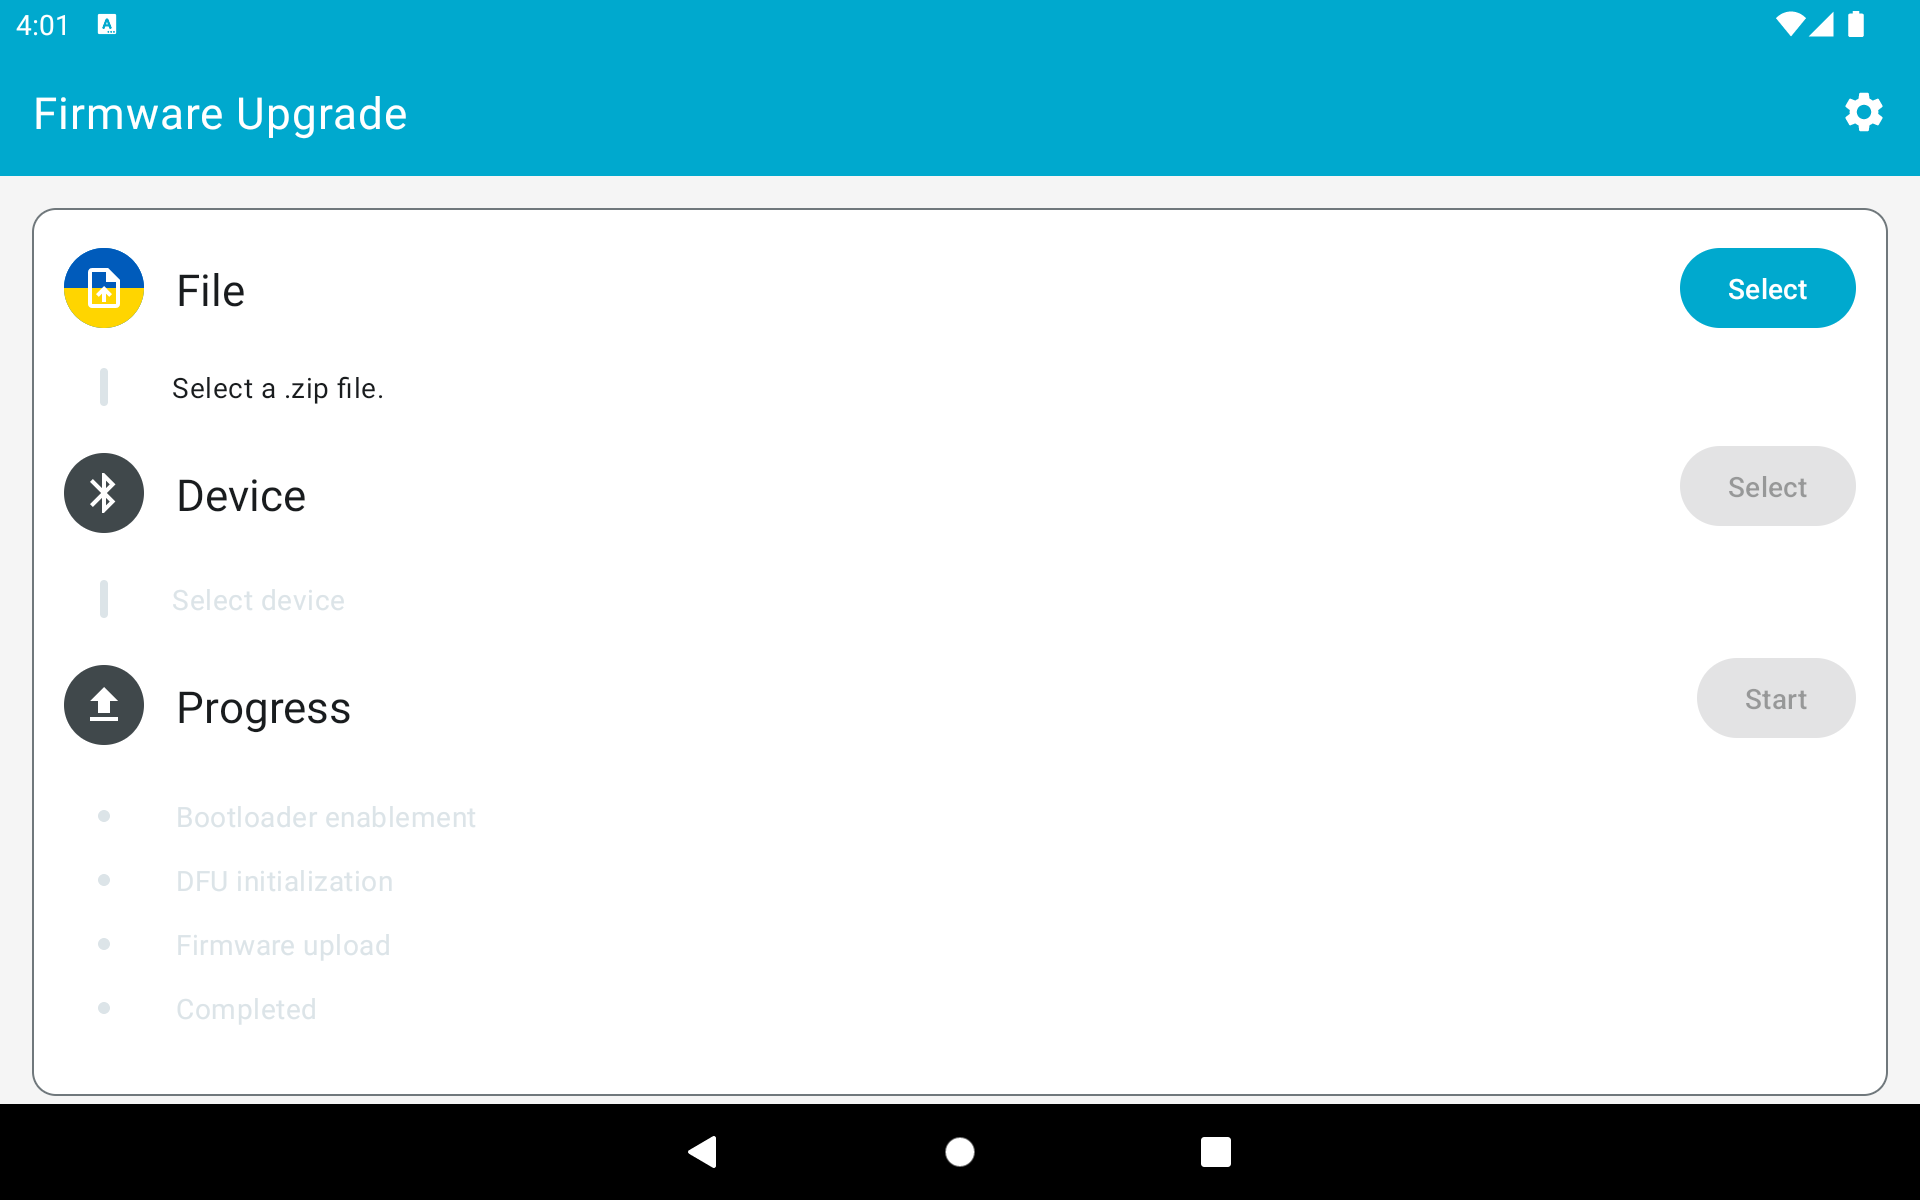 4:01
Firmware Upgrade
File
Select
Select a .zip file.
Device
Select
Select device
Progress
Start
Bootloader enablement
DFU initialization
Firmware upload
Completed